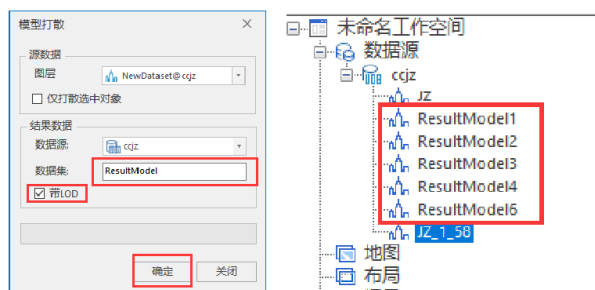 模型打散
源数据
图层 NewDataset@ccjz
仅打散选中对象
结果数据
数据源: ccjz
数据集: ResultModel
带LOD
确定 关闭
未命名工作空间
数据源
ccjz
JZ
ResultModel1
ResultModel2
ResultModel3
ResultModel4
ResultModel6
JZ_1_58
地图
布局